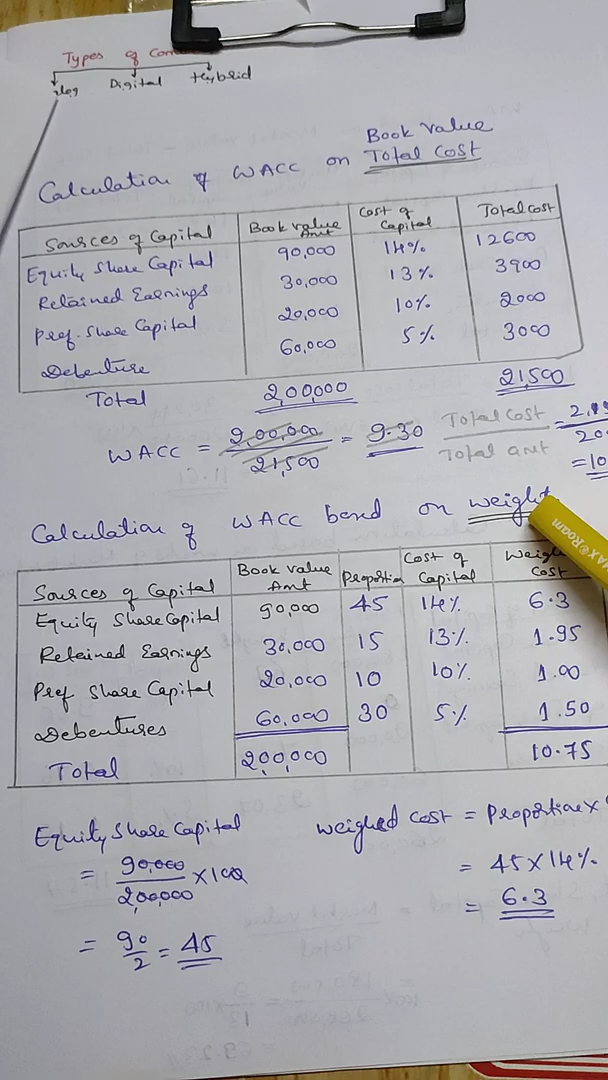 Types of
Digital Hybrid
Book Value
Calculation of WACC on Total Cost
Sources of Capital Book value Amt Cost of Capital Total cost
Equity Share Capital 90,000 14% 12600
Retained Earnings 30,000 13% 3900
Pref. Share Capital 20,000 10% 2000
Debenture 60,000 5% 3000
Total 2,00,000 21,500
WACC = 2,00,000 / 21,500 = 9.30 Total Cost / Total amt
Calculation of WACC based on weight
Sources of Capital Book value Amt Cost of Capital Cost
Equity Share Capital 90,000 45 14% 6.3
Retained Earnings 30,000 15 13% 1.95
Pref Share Capital 20,000 10 10% 1.00
Debentures 60,000 30 5% 1.50
Total 200,000 10.75
Equity Share Capital
= 90,000 / 200,000 × 100
= 90 / 2 = 45
Weighed Cost = Proportion ×
= 45 × 14%
= 6.3